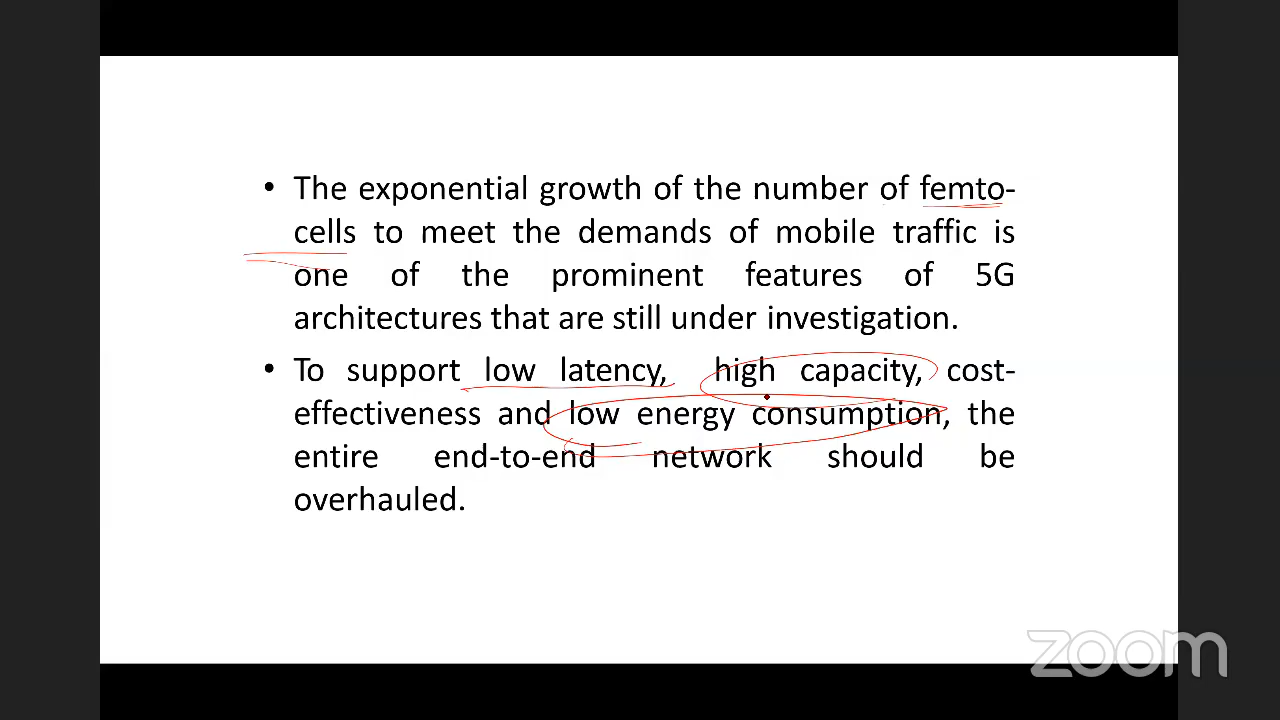 • The exponential growth of the number of femto-
cells to meet the demands of mobile traffic is
one of the prominent features of 5G
architectures that are still under investigation.
• To support low latency, high capacity, cost-
effectiveness and low energy consumption, the
entire end-to-end network should be
overhauled.
zoom